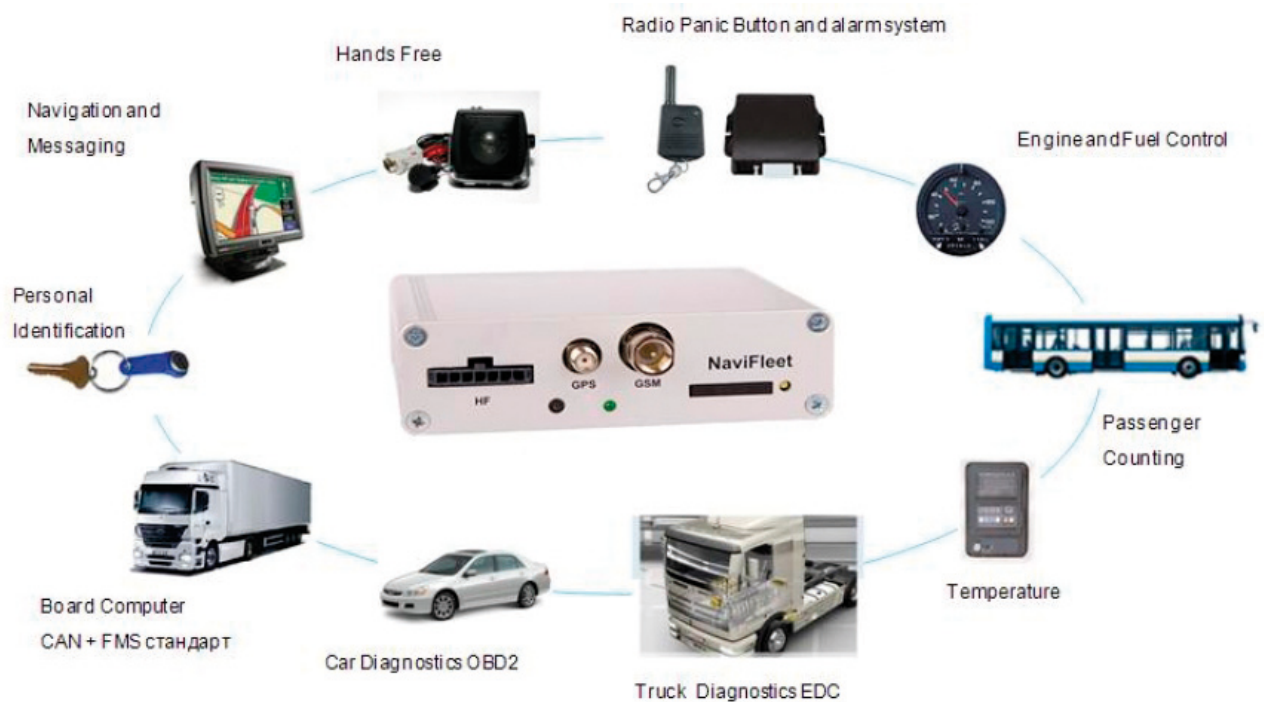 Radio Panic Button and alarm system
Hands Free
Navigation and
Messaging
Engine and Fuel Control
Personal
Identification
NaviFleet
GPS
GSM
HF
Passenger
Counting
Temperature
Board Computer
CAN + FMS стандарт
Car Diagnostics OBD2
Truck Diagnostics EDC